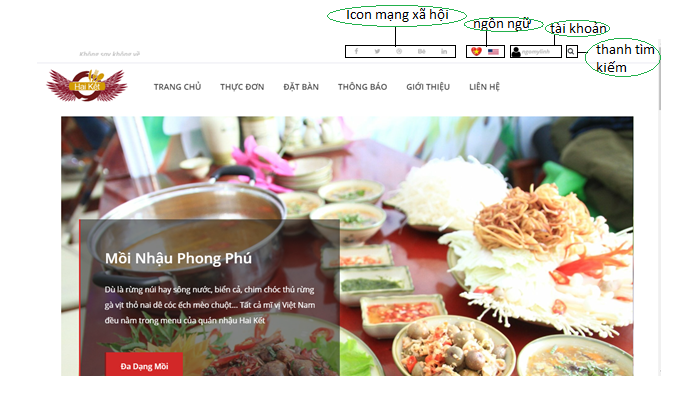 Icon mạng xã hội
ngôn ngữ
tài khoản
thanh tìm
kiếm
Không say không về
Hai Kết
TRANG CHỦ THỰC ĐƠN ĐẶT BÀN THÔNG BÁO GIỚI THIỆU LIÊN HỆ
Mồi Nhậu Phong Phú
Dù là rừng núi hay sông nước, biển cả, chim chóc thú rừng
gà vịt thỏ nai dê cóc ếch mèo chuột... Tất cả mĩ vị Việt Nam
đều nằm trong menu của quán nhậu Hai Kết
Đa Dạng Mồi